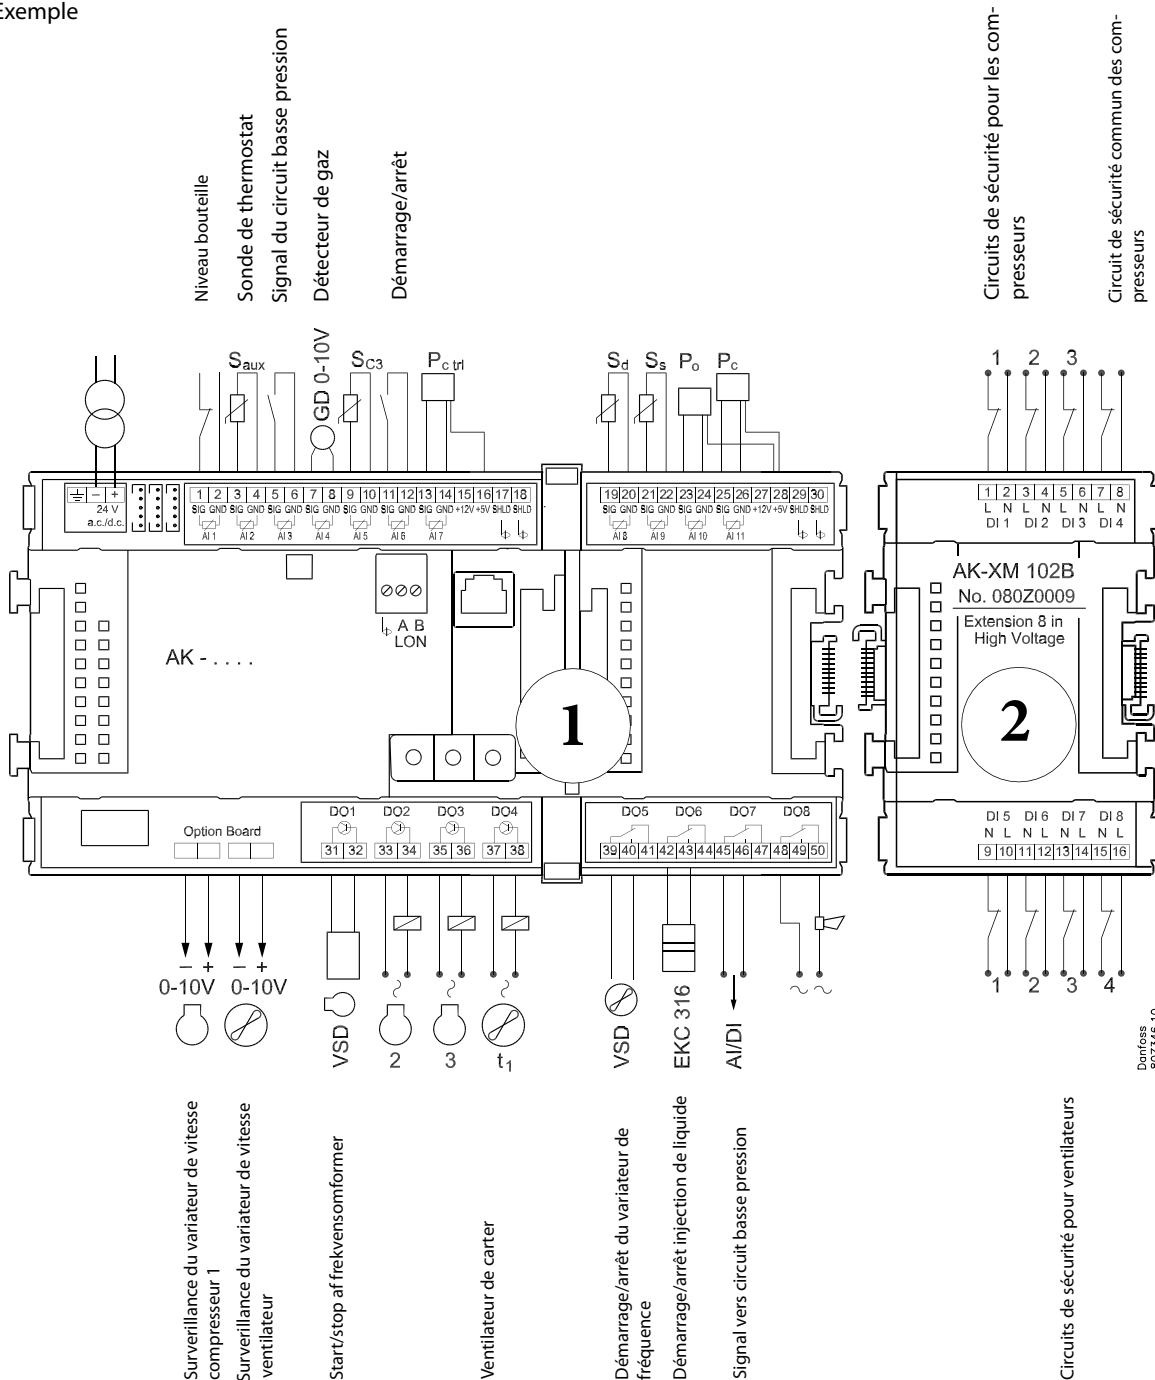 Exemple
Niveau bouteille
Sonde de thermostat
Signal du circuit basse pression
Détecteur de gaz
Démarrage/arrêt
Circuits de sécurité pour les com-
presseurs
Circuit de sécurité commun des com-
presseurs
Saux
GD 0-10V
SC3
Pc trl
Sd
Ss
Po
Pc
1 2 3
– +
24 V
a.c./d.c.
1 2 3 4 5 6 7 8 9 10 11 12 13 14 15 16 17 18
SIG GND SIG GND SIG GND SIG GND SIG GND SIG GND SIG GND +12V +5V SHLD SHLD
AI 1 AI 2 AI 3 AI 4 AI 5 AI 6 AI 7
19 20 21 22 23 24 25 26 27 28 29 30
SIG GND SIG GND SIG GND SIG GND +12V +5V SHLD SHLD
AI 8 AI 9 AI 10 AI 11
1 2 3 4 5 6 7 8
L N L N L N L N
DI 1 DI 2 DI 3 DI 4
AK - . . . .
A B
LON
1
AK-XM 102B
No. 080Z0009
Extension 8 in
High Voltage
2
Option Board
DO1 DO2 DO3 DO4
31 32 33 34 35 36 37 38
DO5 DO6 DO7 DO8
39 40 41 42 43 44 45 46 47 48 49 50
DI 5 DI 6 DI 7 DI 8
N L N L N L N L
9 10 11 12 13 14 15 16
– + – +
0-10V 0-10V
VSD
2
3
t1
VSD
EKC 316
AI/DI
1 2 3 4
Danfoss
Surverillance du variateur de vitesse
compresseur 1
Surverillance du variateur de vitesse
ventilateur
Start/stop af frekvensomformer
Ventilateur de carter
Démarrage/arrêt du variateur de
fréquence
Démarrage/arrêt injection de liquide
Signal vers circuit basse pression
Circuits de sécurité pour ventilateurs